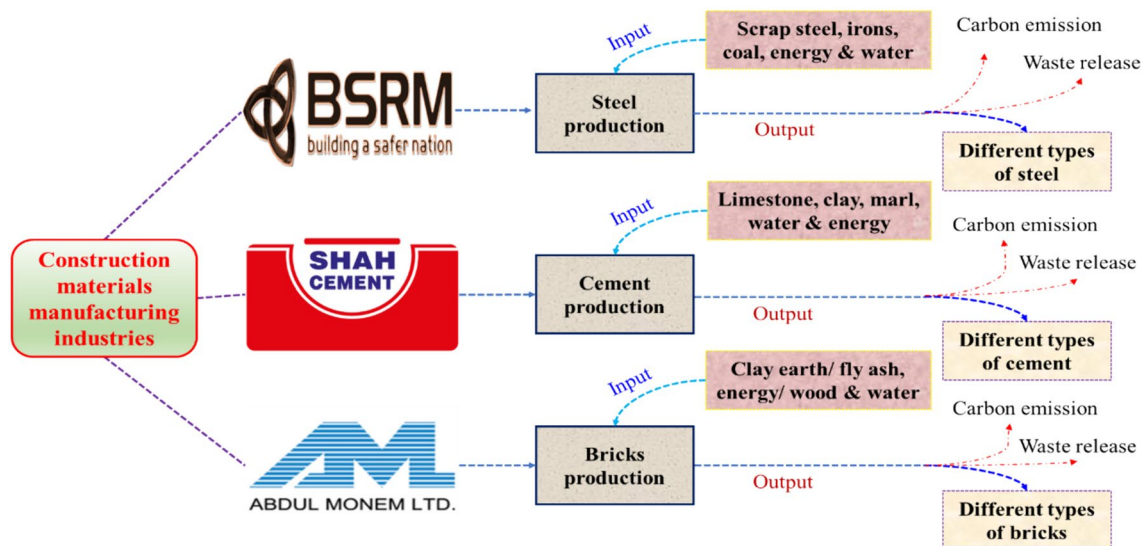 Construction
materials
manufacturing
industries
BSRM
building a safer nation
Input
Scrap steel, irons,
coal, energy & water
Steel
production
Output
Carbon emission
Waste release
Different types
of steel
SHAH
CEMENT
Input
Limestone, clay, marl,
water & energy
Cement
production
Output
Carbon emission
Waste release
Different types
of cement
AML
ABDUL MONEM LTD.
Input
Clay earth/ fly ash,
energy/ wood & water
Bricks
production
Output
Carbon emission
Waste release
Different types
of bricks